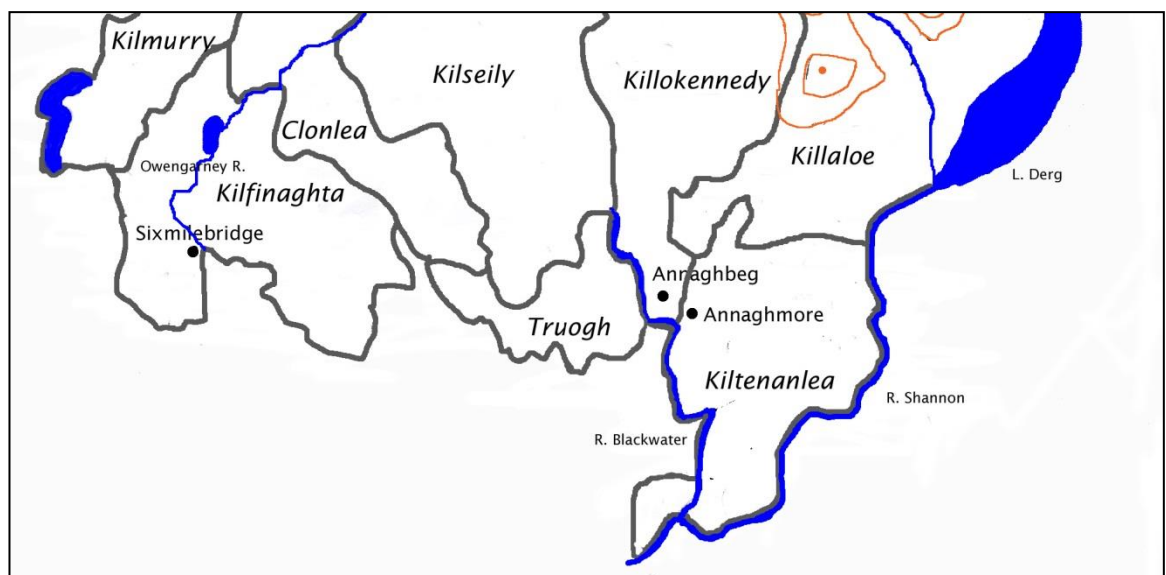 Kilmurry
Kilseily
Killokennedy
Clonlea
Killaloe
Owengarney R.
L. Derg
Kilfinaghta
Sixmilebridge
Annaghbeg
Annaghmore
Truogh
Kiltenanlea
R. Shannon
R. Blackwater